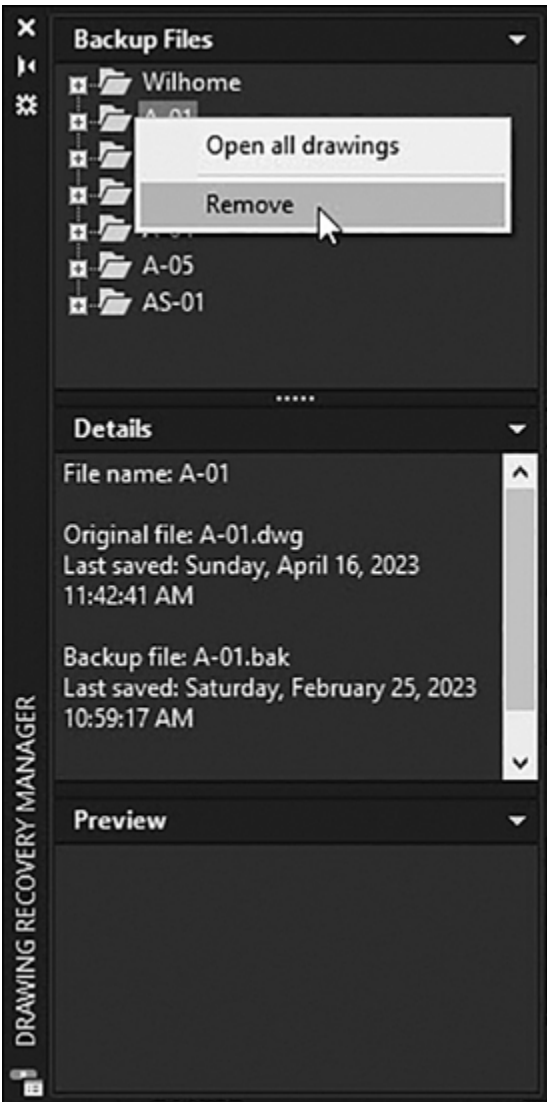 Backup Files
Wilhome
A-01
Open all drawings
Remove
A-05
AS-01
Details
File name: A-01
Original file: A-01.dwg
Last saved: Sunday, April 16, 2023
11:42:41 AM
Backup file: A-01.bak
Last saved: Saturday, February 25, 2023
10:59:17 AM
Preview
DRAWING RECOVERY MANAGER